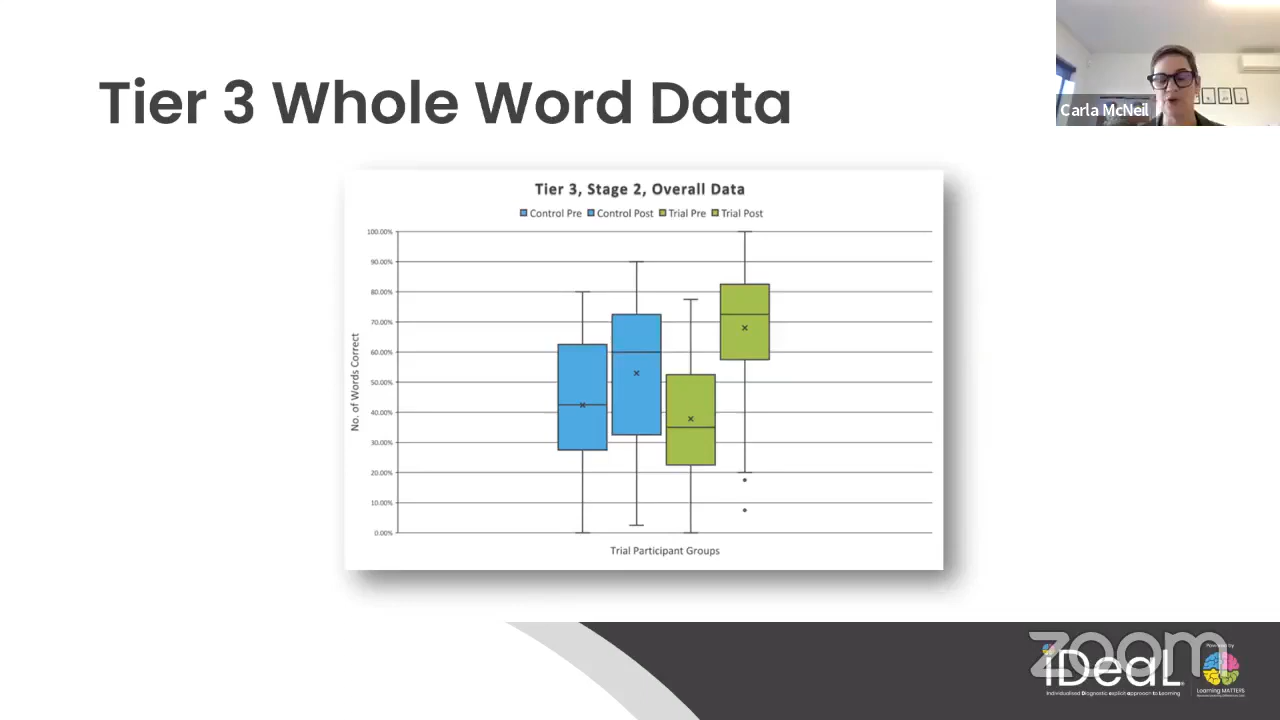 Tier 3 Whole Word Data
Carla McNeil
Tier 3, Stage 2, Overall Data
Control Pre Control Post Trial Pre Trial Post
100.00%
90.00%
80.00%
70.00%
60.00%
50.00%
40.00%
30.00%
20.00%
10.00%
0.00%
No. of Words Correct
Trial Participant Groups
zoom
iDeaL
Individualised Diagnostic explicit approach to Learning
Powered by
Learning MATTERS